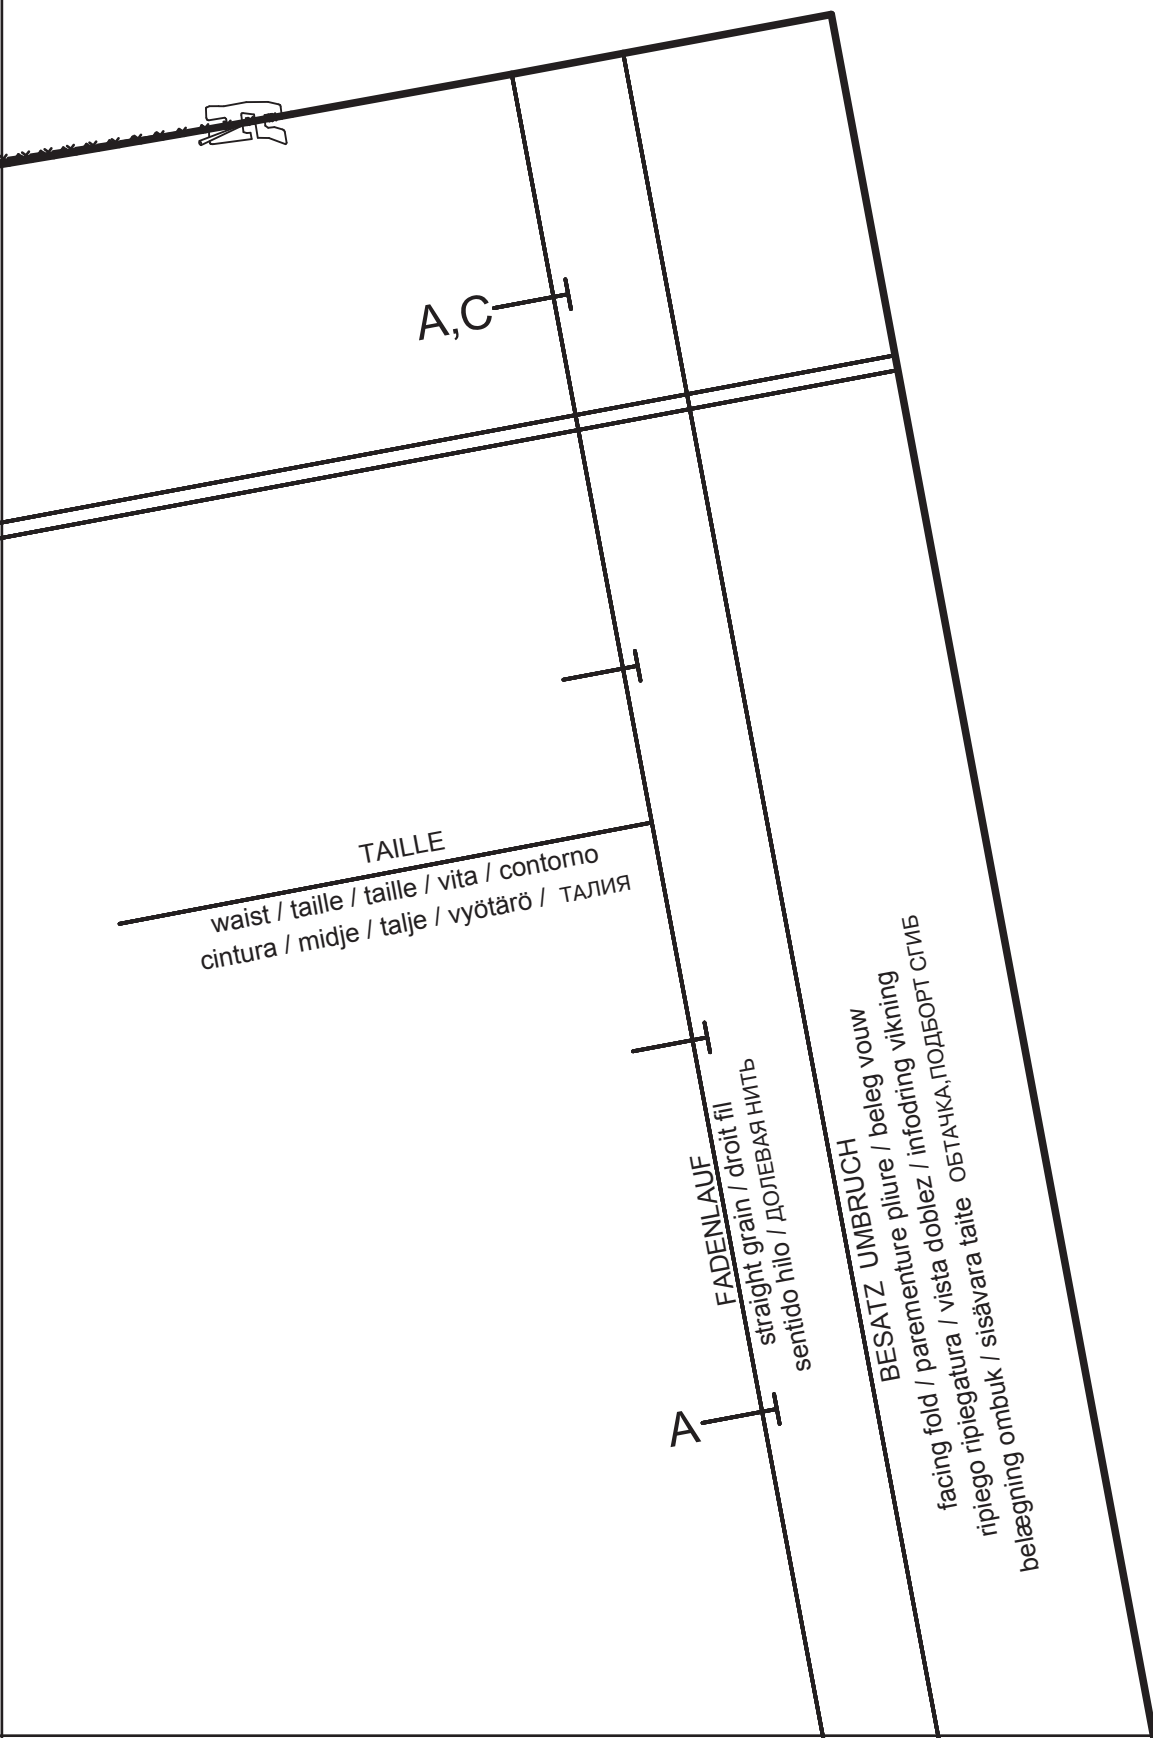 A,C
TAILLE
waist / taille / taille / vita / contorno
cintura / midje / talje / vyötärö / ТАЛИЯ
FADENLAUF
straight grain / droit fil
sentido hilo / ДОЛЕВАЯ НИТЬ
BESATZ UMBRUCH
facing fold / parementure pliure / beleg vouw
ripiego ripiegatura / vista doblez / infodring vikning
belægning ombuk / sisävara taite ОБТАЧКА,ПОДБОРТ СГИБ
A